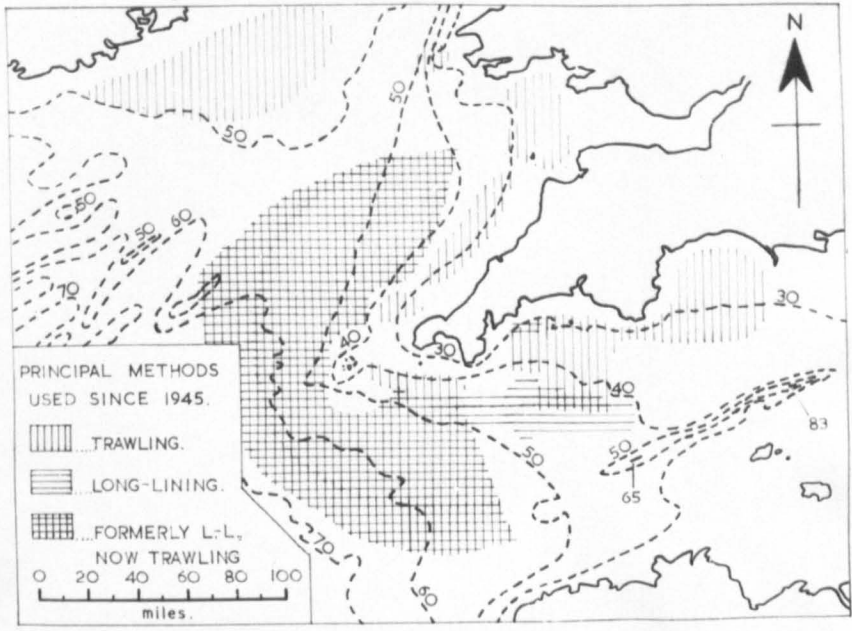 N
50
50
50
50
60
70
40
30
30
40
50
50
83
65
70
60
PRINCIPAL METHODS
USED SINCE 1945.
....TRAWLING.
....LONG-LINING.
....FORMERLY L-L,
NOW TRAWLING
0 20 40 60 80 100
miles.